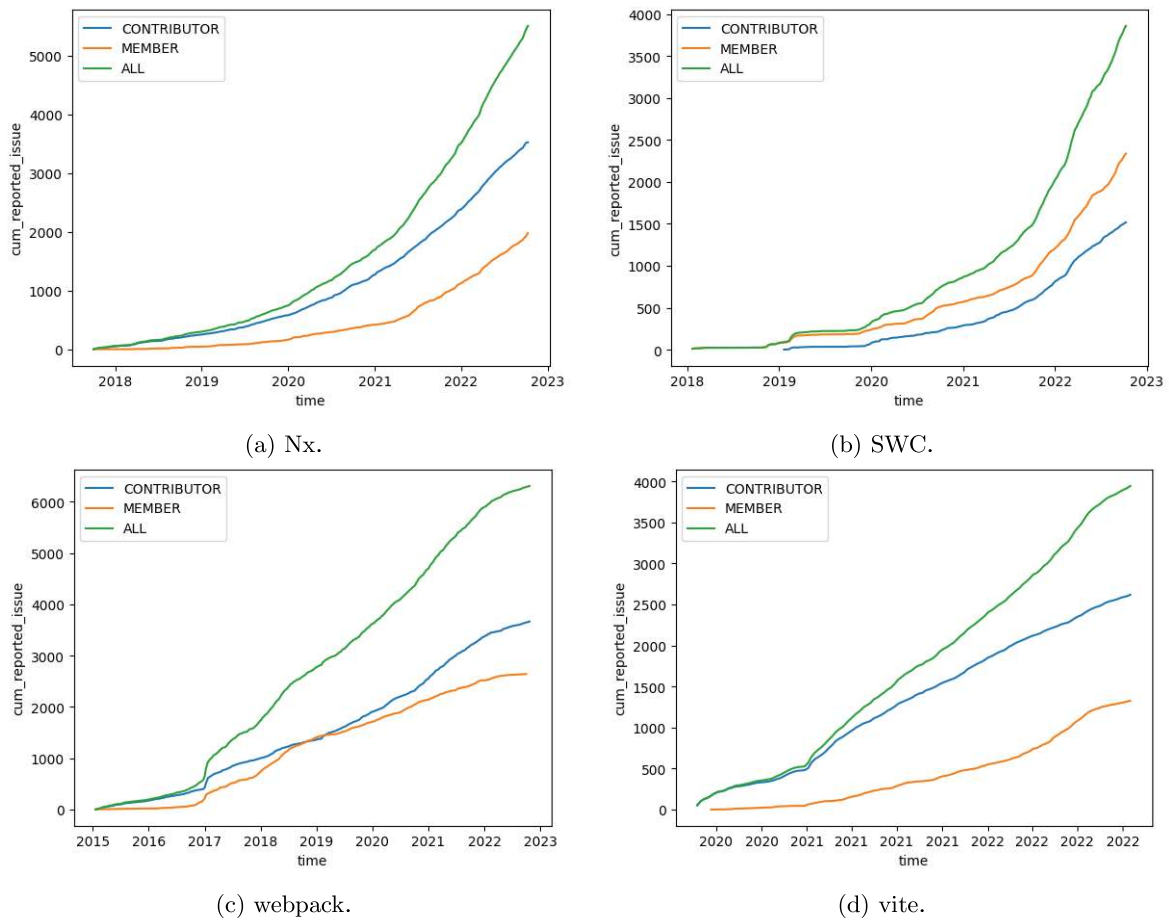 CONTRIBUTOR
MEMBER
ALL
5000
4000
3000
2000
1000
0
cum_reported_issue
2018 2019 2020 2021 2022 2023
time
(a) Nx.
CONTRIBUTOR
MEMBER
ALL
4000
3500
3000
2500
2000
1500
1000
500
0
cum_reported_issue
2018 2019 2020 2021 2022 2023
time
(b) SWC.
CONTRIBUTOR
MEMBER
ALL
6000
5000
4000
3000
2000
1000
0
cum_reported_issue
2015 2016 2017 2018 2019 2020 2021 2022 2023
time
(c) webpack.
CONTRIBUTOR
MEMBER
ALL
4000
3500
3000
2500
2000
1500
1000
500
0
cum_reported_issue
2020 2020 2021 2021 2021 2021 2022 2022 2022 2022
time
(d) vite.